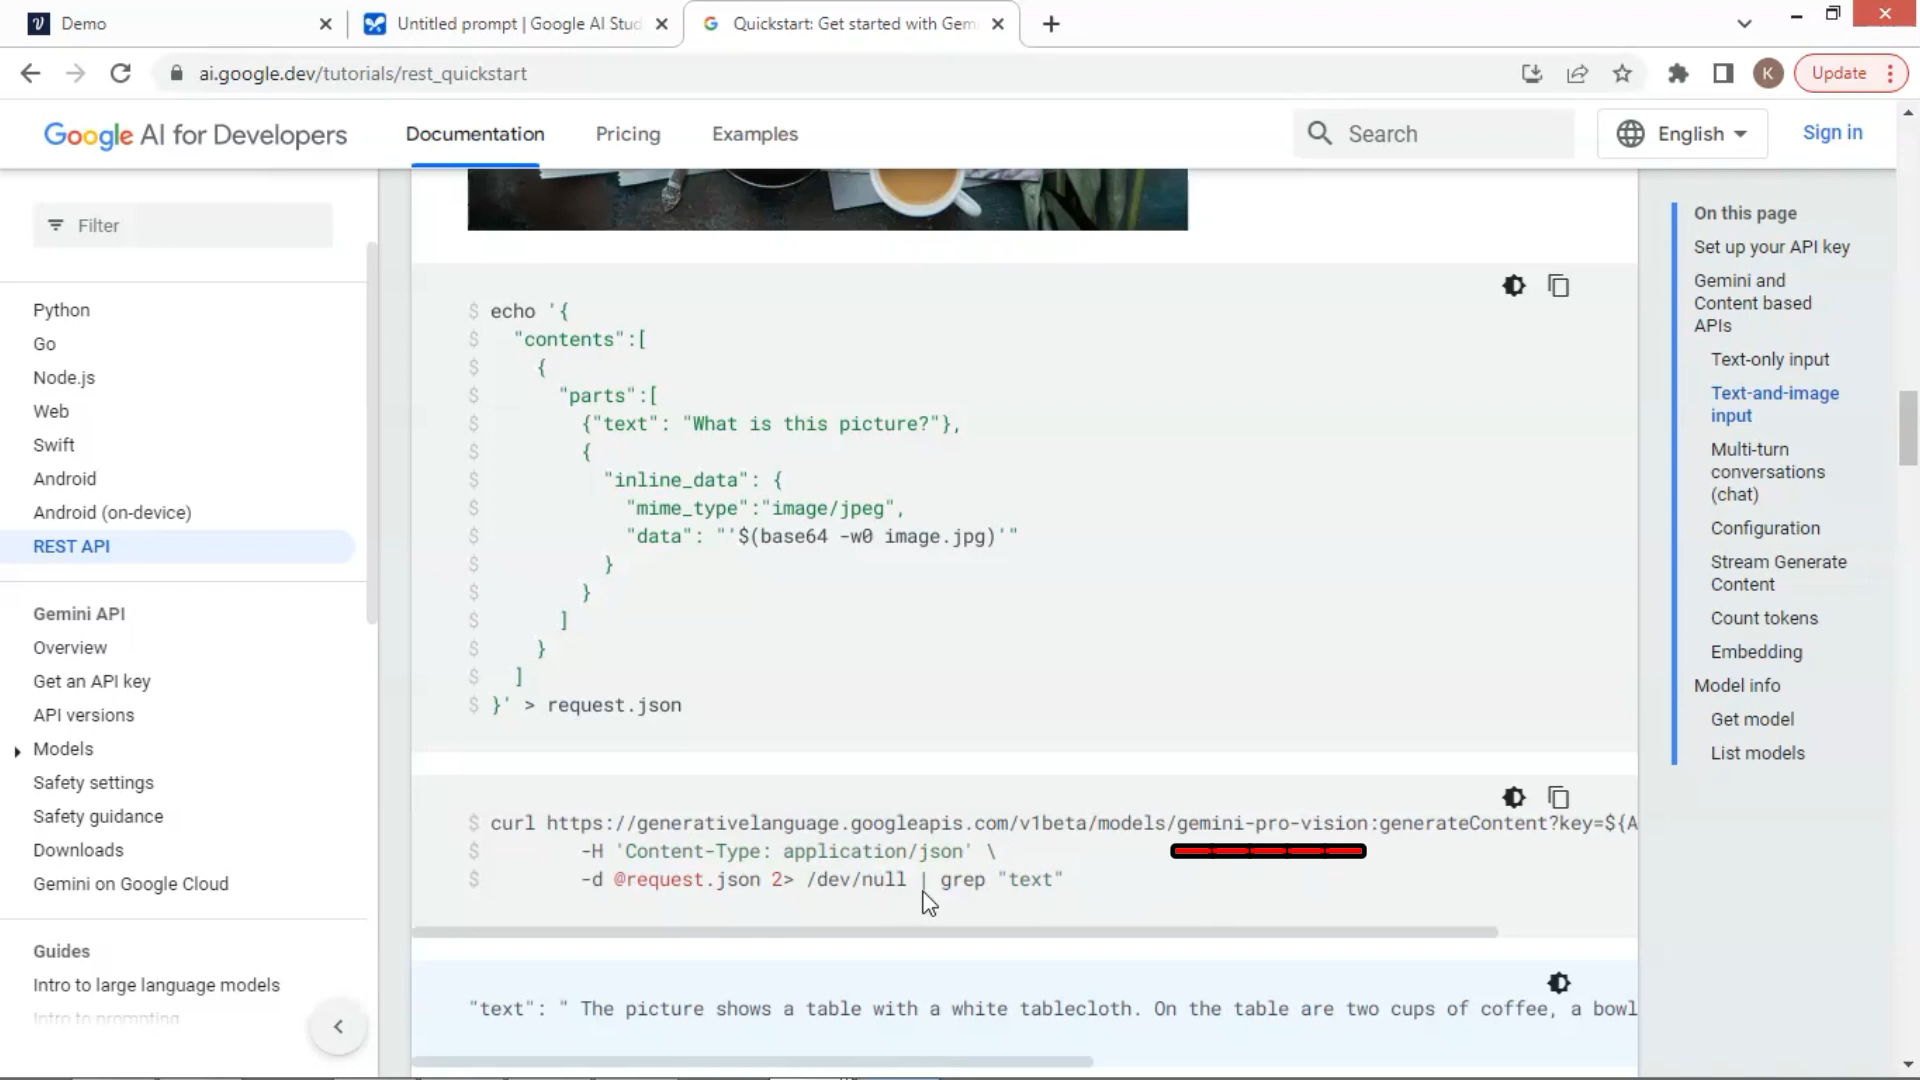 Demo
Untitled prompt | Google AI Stud
Quickstart: Get started with Gem
ai.google.dev/tutorials/rest_quickstart
K
Update
Google AI for Developers
Documentation
Pricing
Examples
Search
English
Sign in
Filter
Python
Go
Node.js
Web
Swift
Android
Android (on-device)
REST API
Gemini API
Overview
Get an API key
API versions
Models
Safety settings
Safety guidance
Downloads
Gemini on Google Cloud
Guides
Intro to large language models
Intro to prompting
$ echo '{
$ "contents":[
$ {
$ "parts":[
$ {"text": "What is this picture?"},
$ {
$ "inline_data": {
$ "mime_type":"image/jpeg",
$ "data": "'$(base64 -w0 image.jpg)'"
$ }
$ }
$ ]
$ }
$ ]
$ }' > request.json
$ curl https://generativelanguage.googleapis.com/v1beta/models/gemini-pro-vision:generateContent?key=${A
$ -H 'Content-Type: application/json' \
$ -d @request.json 2> /dev/null | grep "text"
"text": " The picture shows a table with a white tablecloth. On the table are two cups of coffee, a bowl
On this page
Set up your API key
Gemini and
Content based
APIs
Text-only input
Text-and-image
input
Multi-turn
conversations
(chat)
Configuration
Stream Generate
Content
Count tokens
Embedding
Model info
Get model
List models